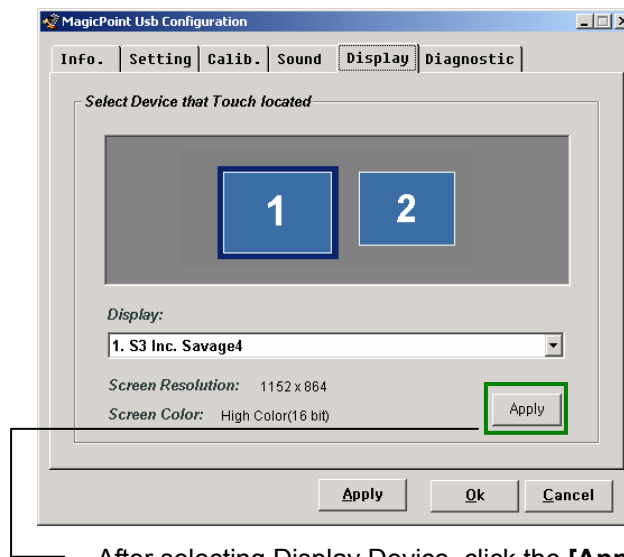 MagicPoint Usb Configuration
Info. Setting Calib. Sound Display Diagnostic
Select Device that Touch located
1 2
Display:
1. S3 Inc. Savage4
Screen Resolution: 1152 x 864
Screen Color: High Color(16 bit)
Apply
Apply Ok Cancel
After selecting Display Device, click the [App